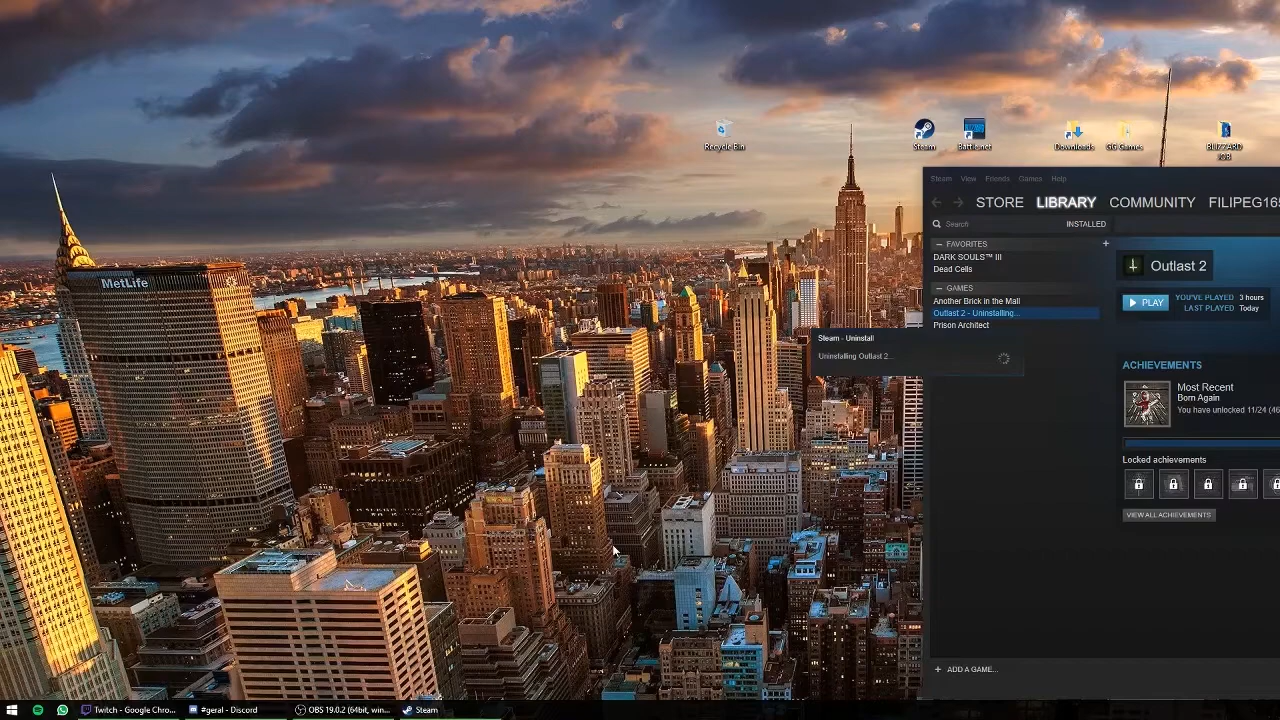 Recycle Bin
Steam
Battle.net
Downloads
GG Games
BLIZZARD
JOB
Steam View Friends Games Help
STORE LIBRARY COMMUNITY FILIPEG165
Search
INSTALLED
FAVORITES
DARK SOULS™ III
Dead Cells
GAMES
Another Brick in the Mall
Outlast 2 - Uninstalling...
Prison Architect
Outlast 2
PLAY
YOU'VE PLAYED 3 hours
LAST PLAYED Today
Steam - Uninstall
Uninstalling Outlast 2...
ACHIEVEMENTS
Most Recent
Born Again
You have unlocked 11/24 (46
Locked achievements
VIEW ALL ACHIEVEMENTS
+ ADD A GAME...
MetLife
Twitch - Google Chro...
#geral - Discord
OBS 19.0.2 (64bit, win...
Steam